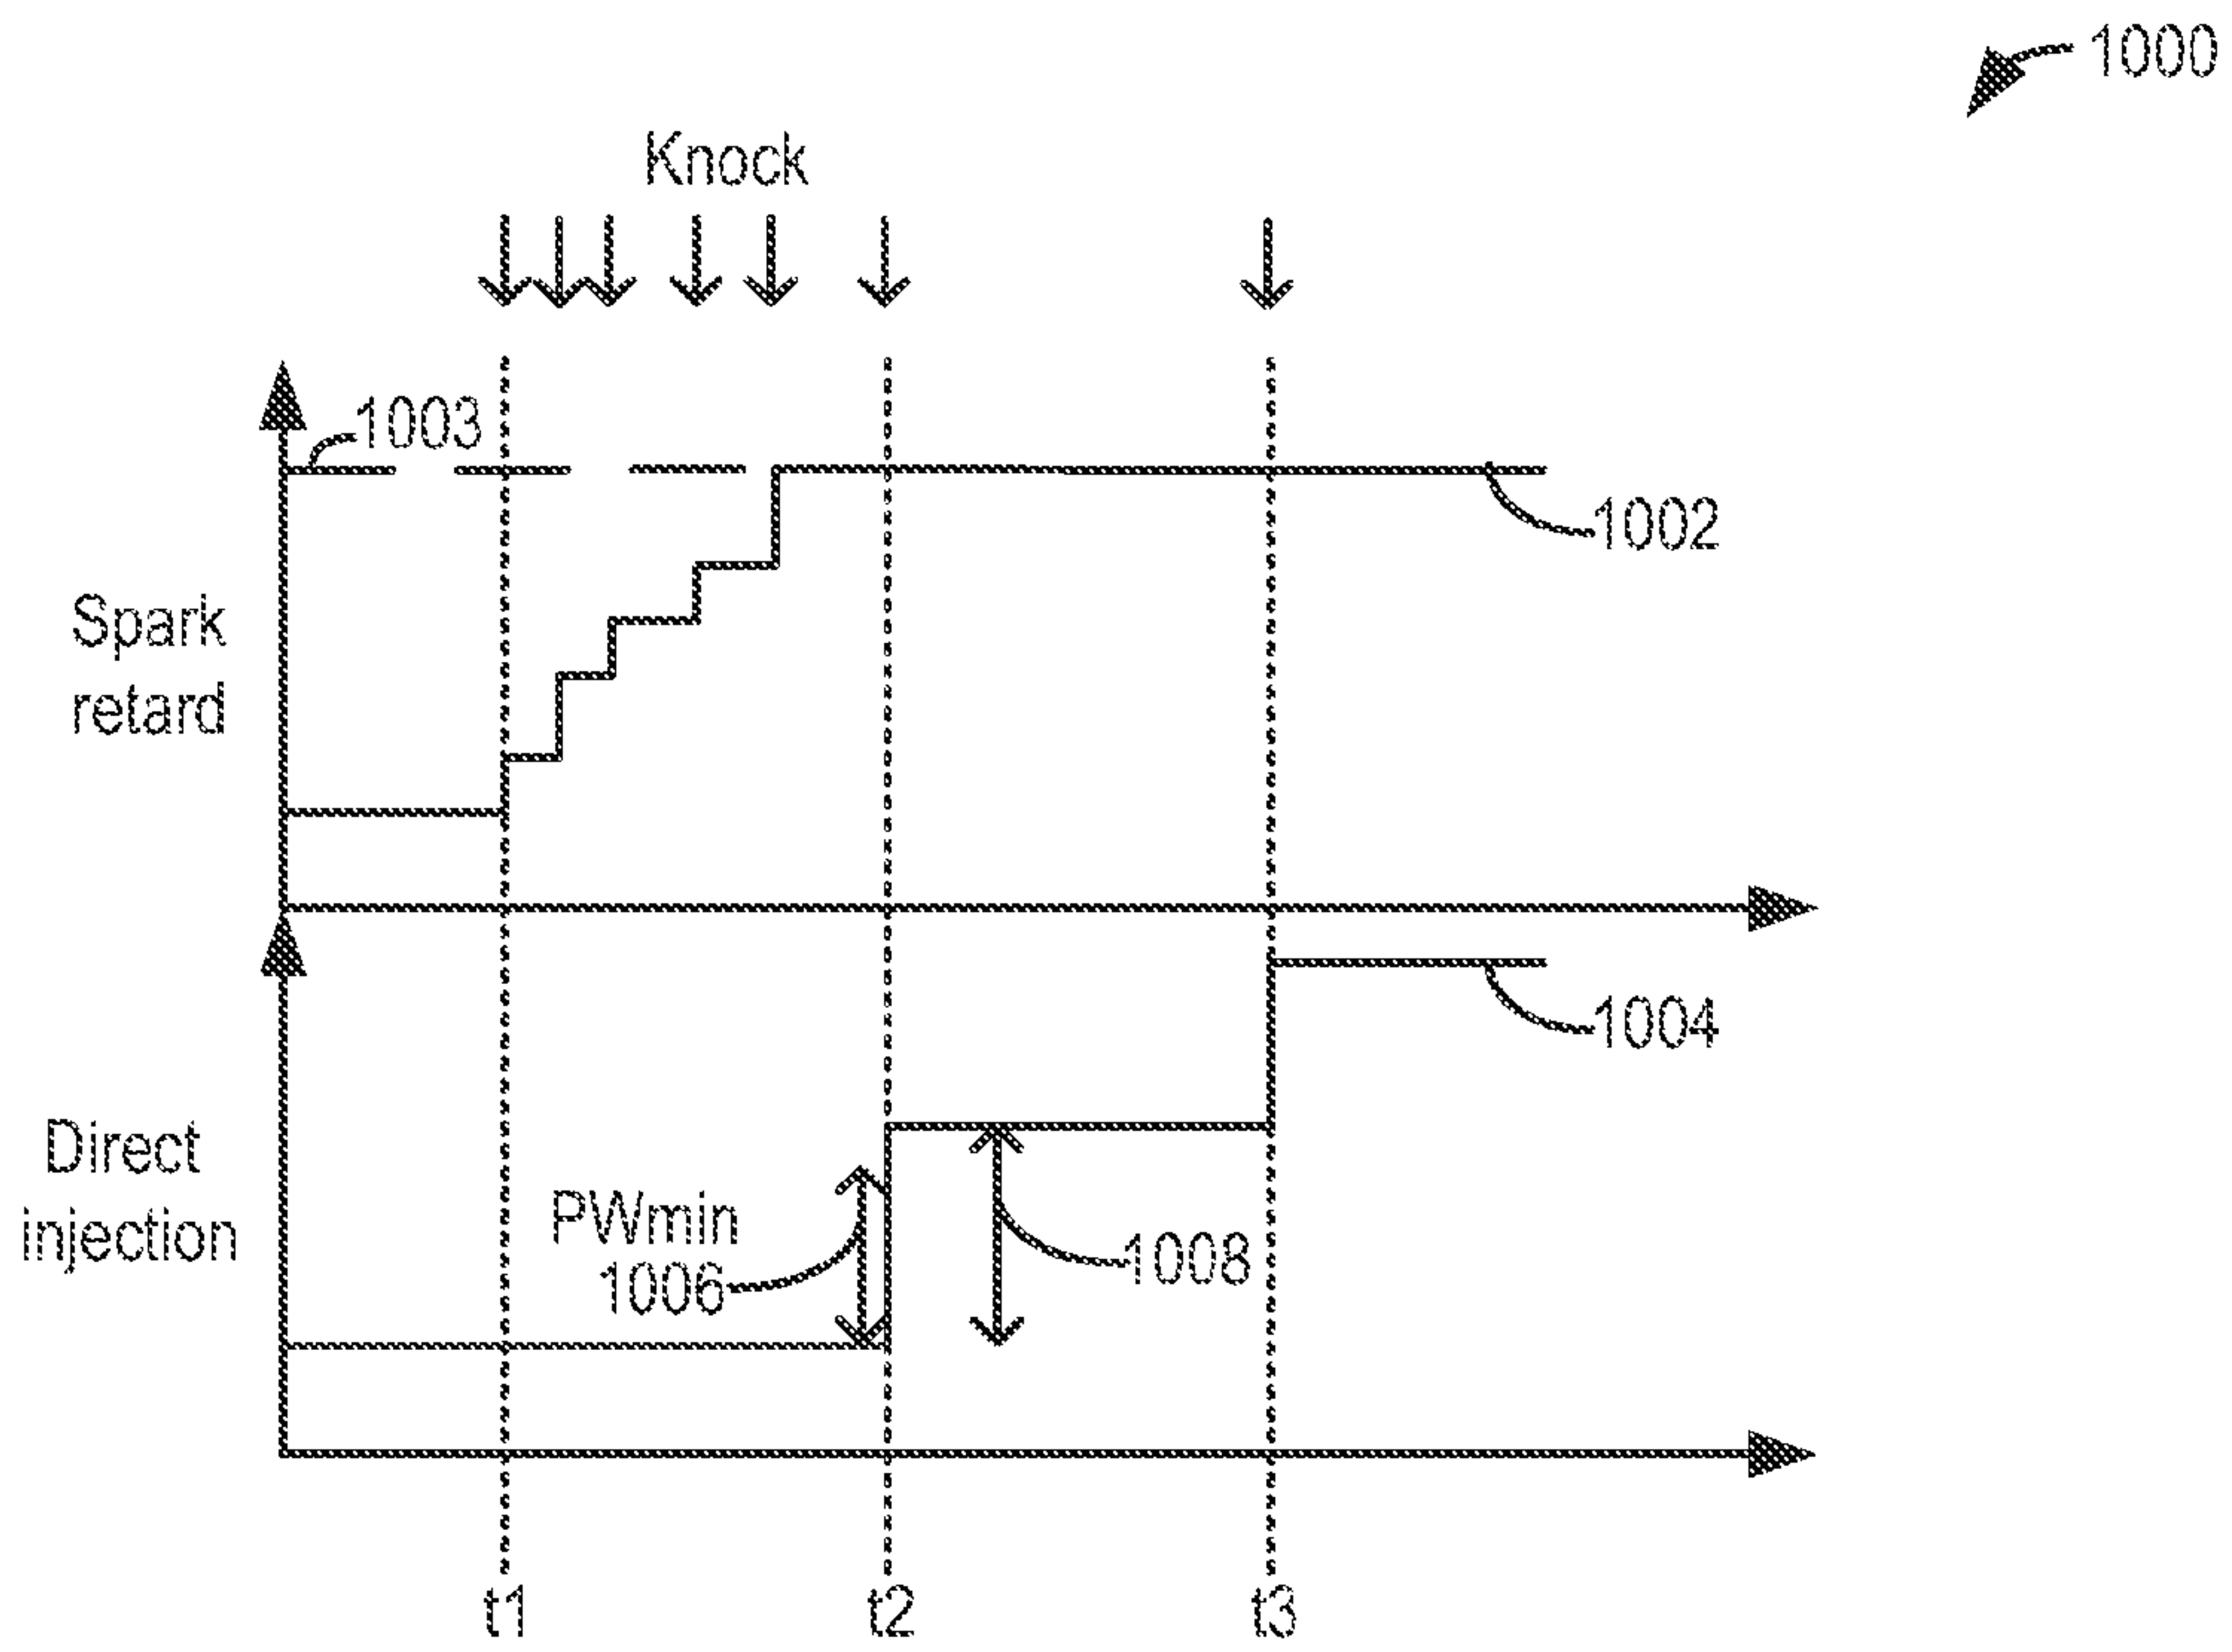 1000
Knock
1003
1002
Spark
retard
1004
Direct
injection
PWmin
1006
1008
t1
t2
t3